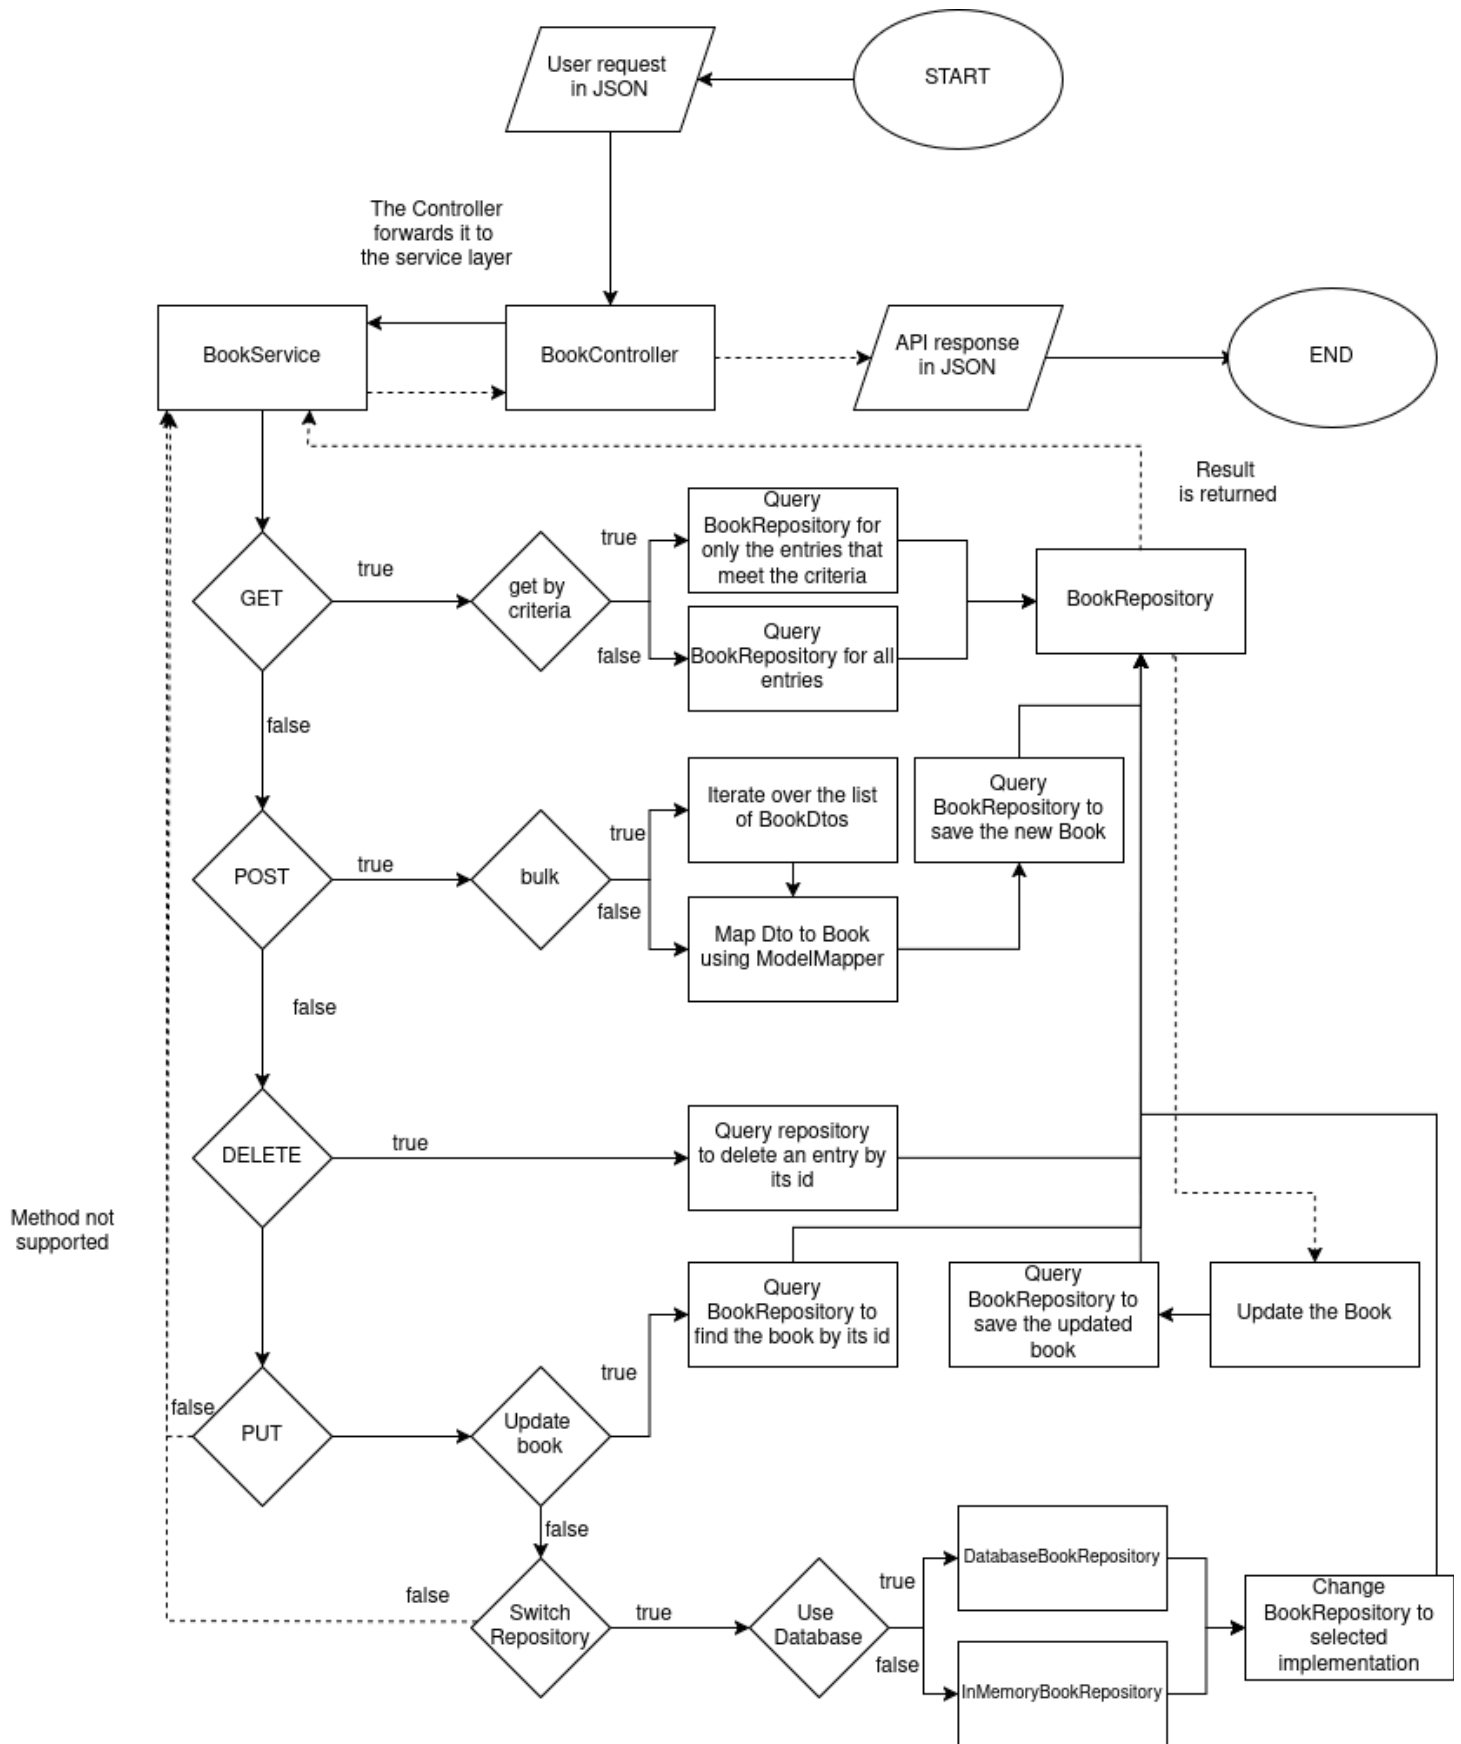 User request
in JSON
START
The Controller
forwards it to
the service layer
BookService
BookController
API response
in JSON
END
Result
is returned
GET
true
get by
criteria
true
false
Query
BookRepository for
only the entries that
meet the criteria
Query
BookRepository for all
entries
BookRepository
false
POST
true
bulk
true
false
Iterate over the list
of BookDtos
Map Dto to Book
using ModelMapper
Query
BookRepository to
save the new Book
false
DELETE
true
Query repository
to delete an entry by
its id
Method not
supported
false
PUT
Update
book
true
Query
BookRepository to
find the book by its id
Query
BookRepository to
save the updated
book
Update the Book
false
false
Switch
Repository
true
Use
Database
true
false
DatabaseBookRepository
InMemoryBookRepository
Change
BookRepository to
selected
implementation